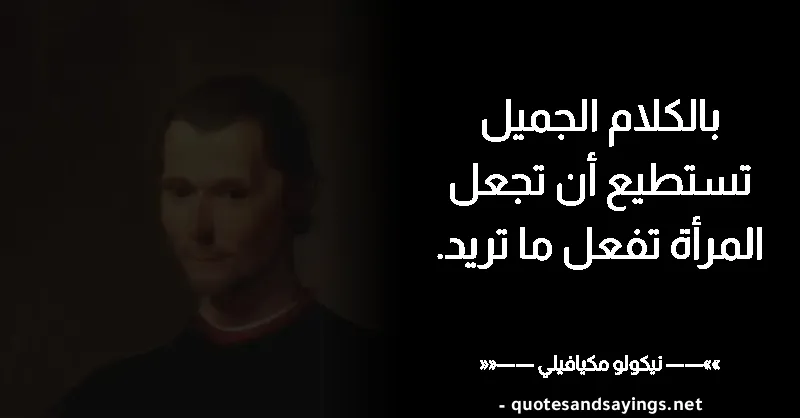 بالكلام الجميل
تستطيع أن تجعل
المرأة تفعل ما تريد.
»»—— نيكولو مكيافيلي ——««
- quotesandsayings.net